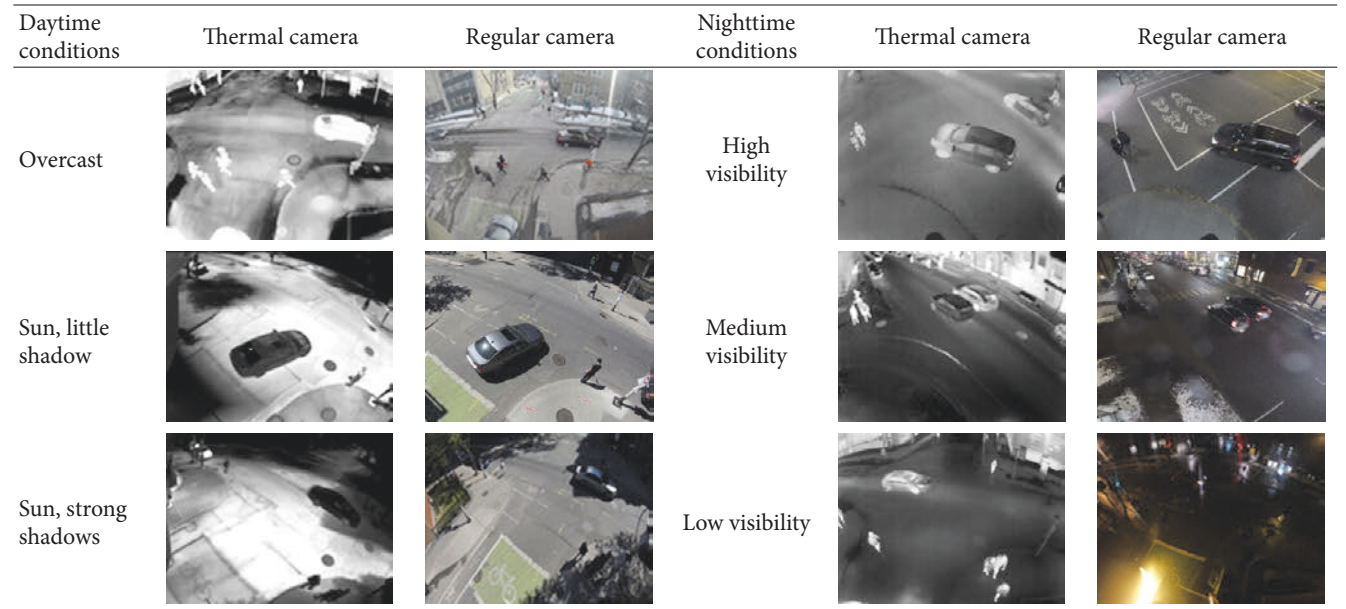 Daytime
conditions
Thermal camera
Regular camera
Nighttime
conditions
Thermal camera
Regular camera
Overcast
High
visibility
Sun, little
shadow
Medium
visibility
Sun, strong
shadows
Low visibility